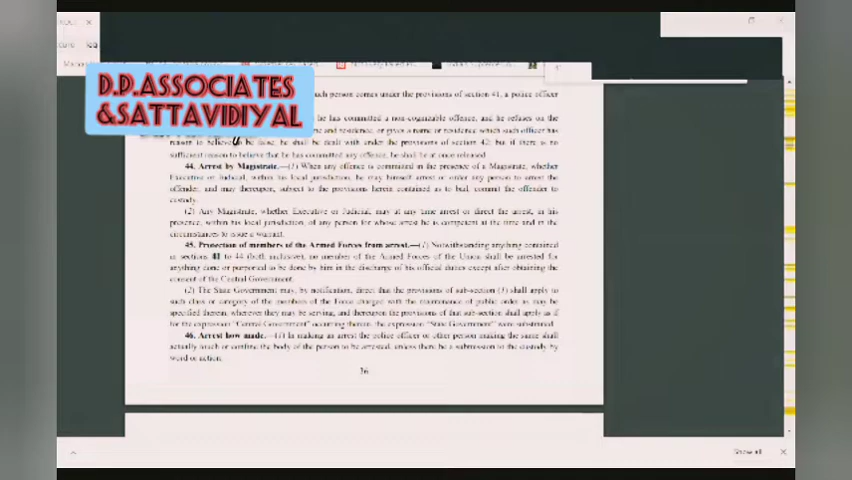 D.P.ASSOCIATES
&SATTAVIDIYAL
such person comes under the provisions of section 41, a police officer
he has committed a non-cognizable offence, and he refuses on the
name and residence, or gives a name or residence which such officer has
reason to believe to be false, he shall be dealt with under the provisions of section 42; but if there is no
sufficient reason to believe that he has committed any offence, he shall be at once released.
44. Arrest by Magistrate.—(1) When any offence is committed in the presence of a Magistrate, whether
Executive or Judicial, within his local jurisdiction, he may himself arrest or order any person to arrest the
offender, and may thereupon, subject to the provisions herein contained as to bail, commit the offender to
custody.
(2) Any Magistrate, whether Executive or Judicial, may at any time arrest or direct the arrest, in his
presence, within his local jurisdiction, of any person for whose arrest he is competent at the time and in the
circumstances to issue a warrant.
45. Protection of members of the Armed Forces from arrest.—(1) Notwithstanding anything contained
in sections 41 to 44 (both inclusive), no member of the Armed Forces of the Union shall be arrested for
anything done or purported to be done by him in the discharge of his official duties except after obtaining the
consent of the Central Government.
(2) The State Government may, by notification, direct that the provisions of sub-section (1) shall apply to
such class or category of the members of the Force charged with the maintenance of public order as may be
specified therein, wherever they may be serving, and thereupon the provisions of that sub-section shall apply as if
for the expression "Central Government" occurring therein, the expression "State Government" were substituted.
46. Arrest how made.—(1) In making an arrest the police officer or other person making the same shall
actually touch or confine the body of the person to be arrested, unless there be a submission to the custody by
word or action.
36
Show all